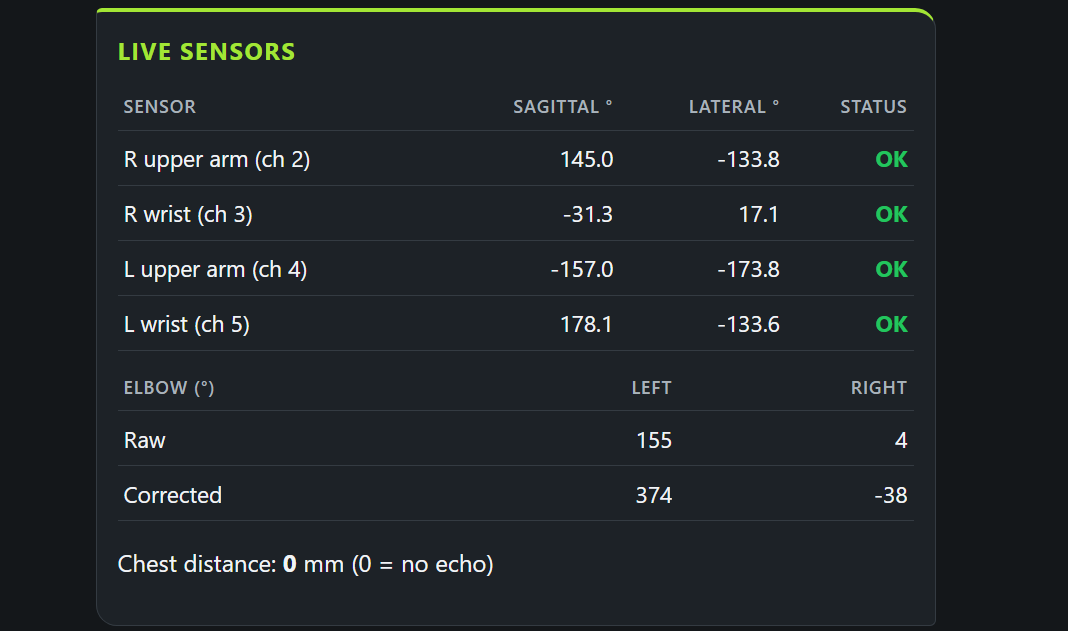 LIVE SENSORS
SENSOR SAGITTAL ° LATERAL ° STATUS
R upper arm (ch 2) 145.0 -133.8 OK
R wrist (ch 3) -31.3 17.1 OK
L upper arm (ch 4) -157.0 -173.8 OK
L wrist (ch 5) 178.1 -133.6 OK
ELBOW (°) LEFT RIGHT
Raw 155 4
Corrected 374 -38
Chest distance: 0 mm (0 = no echo)